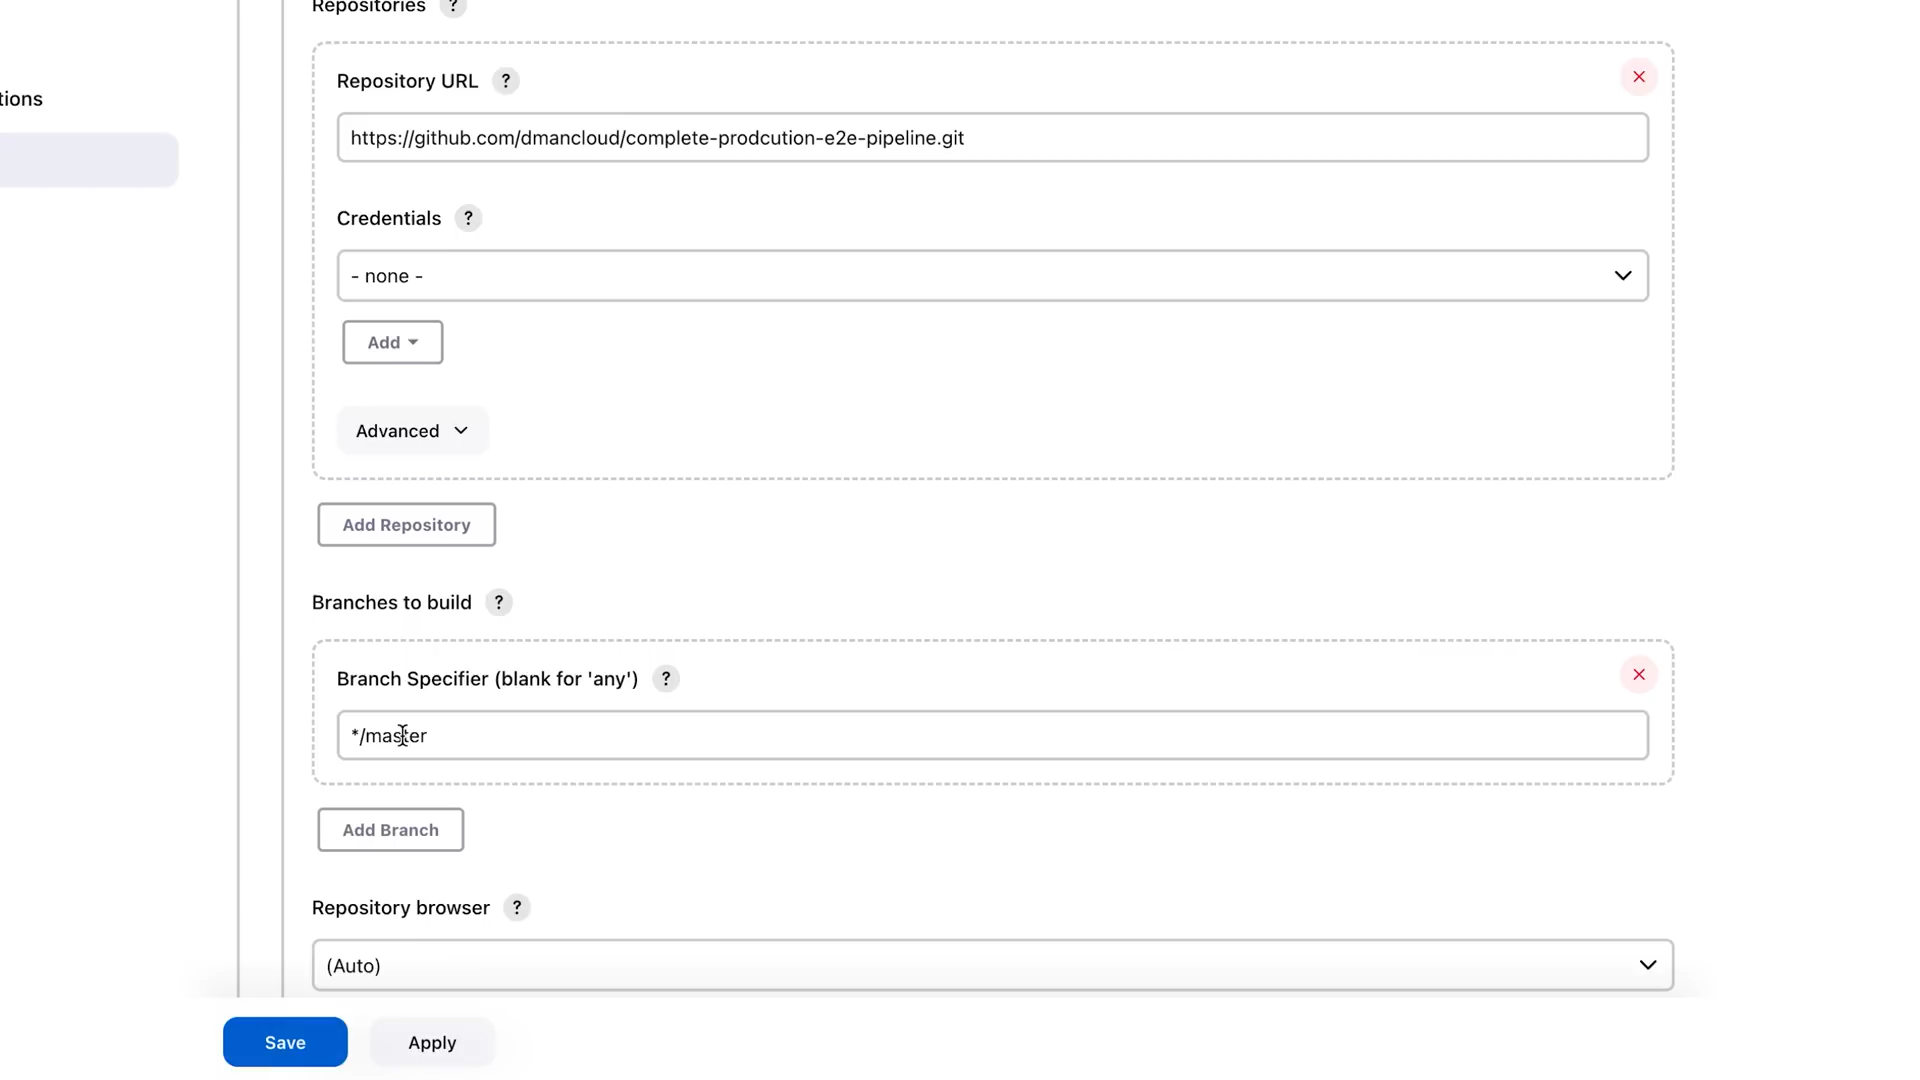 Repositories ?
tions
Repository URL ?
https://github.com/dmancloud/complete-prodcution-e2e-pipeline.git
Credentials ?
- none -
Add
Advanced
Add Repository
Branches to build ?
Branch Specifier (blank for 'any') ?
*/master
Add Branch
Repository browser ?
(Auto)
Save
Apply